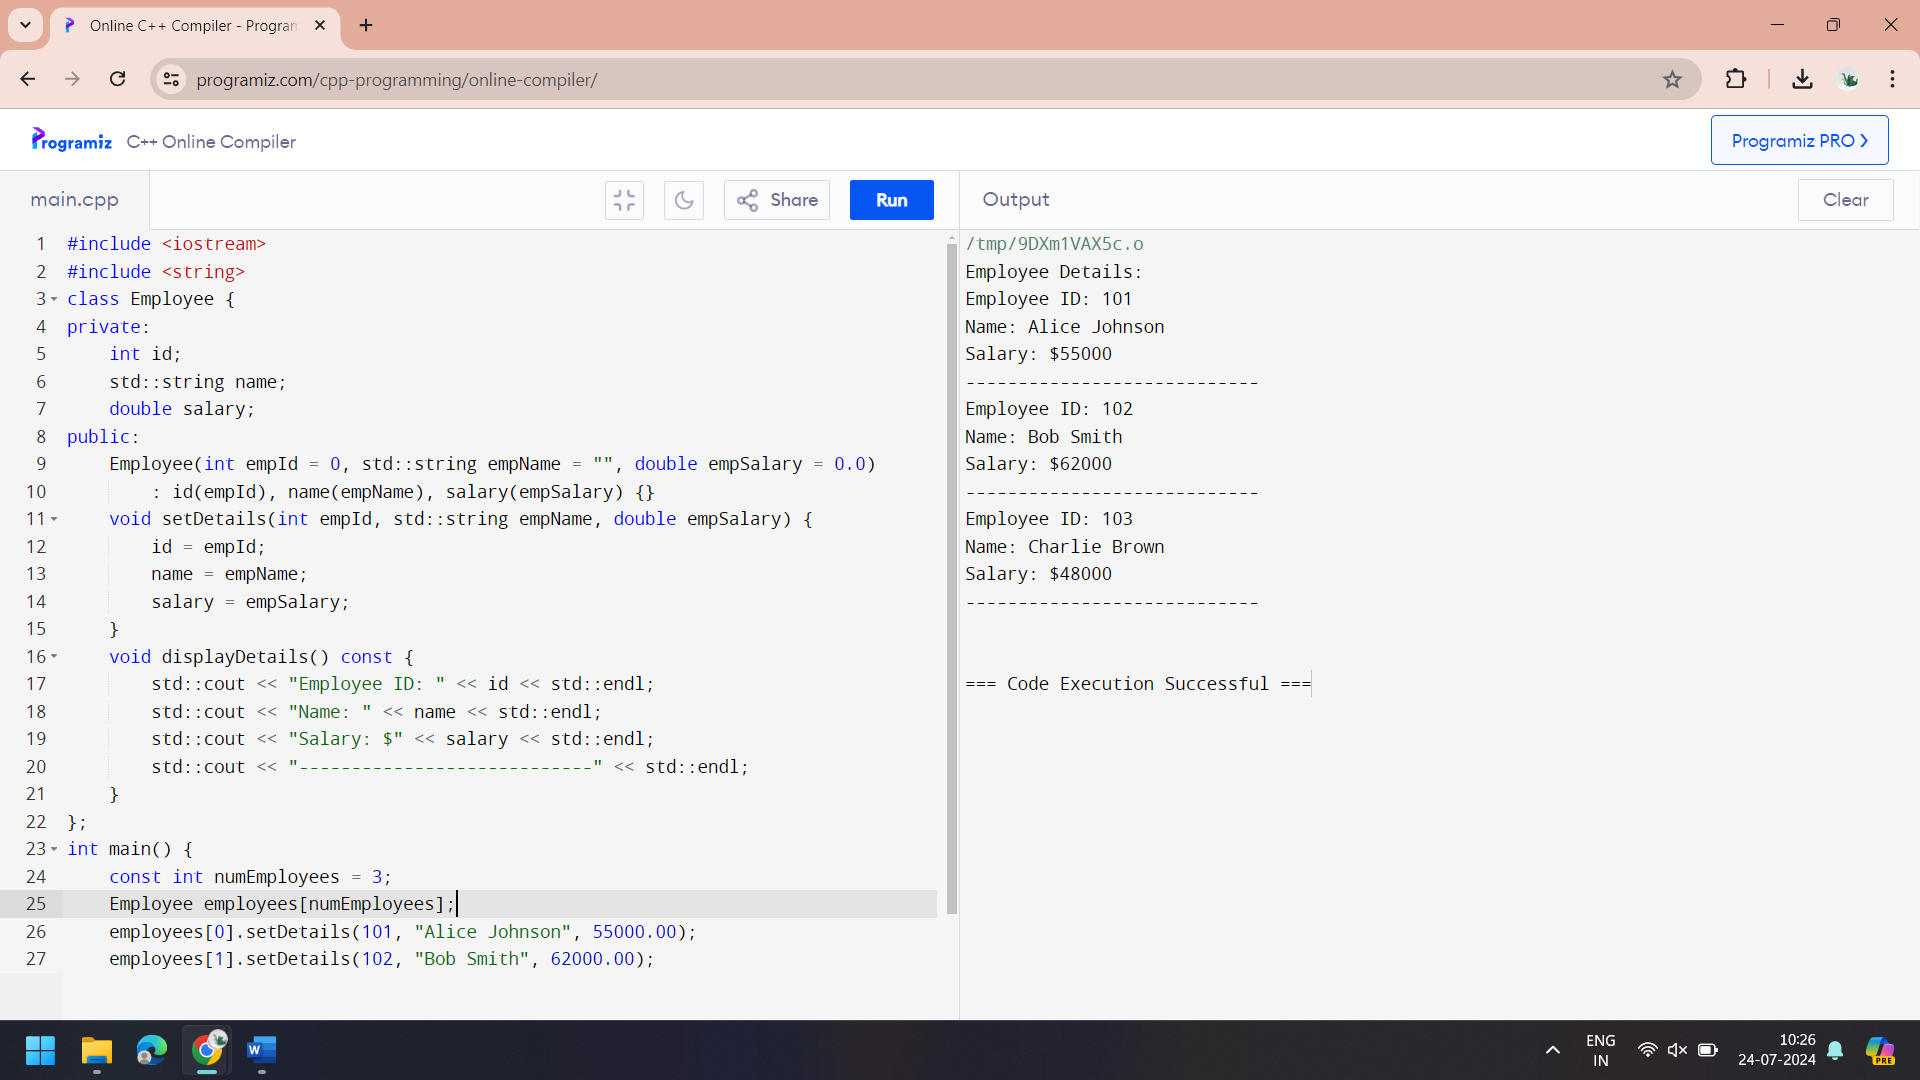 Online C++ Compiler - Program
programiz.com/cpp-programming/online-compiler/
Programiz C++ Online Compiler
Programiz PRO
main.cpp
Share
Run
Output
Clear
1 #include <iostream>
2 #include <string>
3 class Employee {
4 private:
5     int id;
6     std::string name;
7     double salary;
8 public:
9     Employee(int empId = 0, std::string empName = "", double empSalary = 0.0)
10         : id(empId), name(empName), salary(empSalary) {}
11     void setDetails(int empId, std::string empName, double empSalary) {
12         id = empId;
13         name = empName;
14         salary = empSalary;
15     }
16     void displayDetails() const {
17         std::cout << "Employee ID: " << id << std::endl;
18         std::cout << "Name: " << name << std::endl;
19         std::cout << "Salary: $" << salary << std::endl;
20         std::cout << "----------------------------" << std::endl;
21     }
22 };
23 int main() {
24     const int numEmployees = 3;
25     Employee employees[numEmployees];
26     employees[0].setDetails(101, "Alice Johnson", 55000.00);
27     employees[1].setDetails(102, "Bob Smith", 62000.00);
/tmp/9DXm1VAX5c.o
Employee Details:
Employee ID: 101
Name: Alice Johnson
Salary: $55000
----------------------------
Employee ID: 102
Name: Bob Smith
Salary: $62000
----------------------------
Employee ID: 103
Name: Charlie Brown
Salary: $48000
----------------------------
=== Code Execution Successful ===
ENG
IN
10:26
24-07-2024
PRE